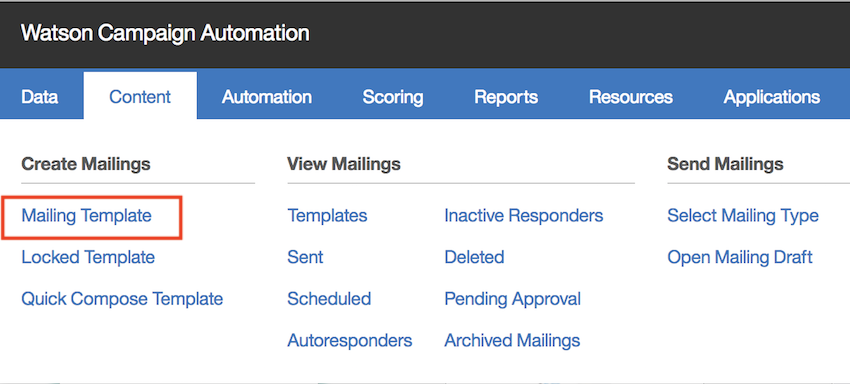 Watson Campaign Automation
Data Content Automation Scoring Reports Resources Applications
Create Mailings View Mailings Send Mailings
Mailing Template Templates Inactive Responders Select Mailing Type
Locked Template Sent Deleted Open Mailing Draft
Quick Compose Template Scheduled Pending Approval
Autoresponders Archived Mailings